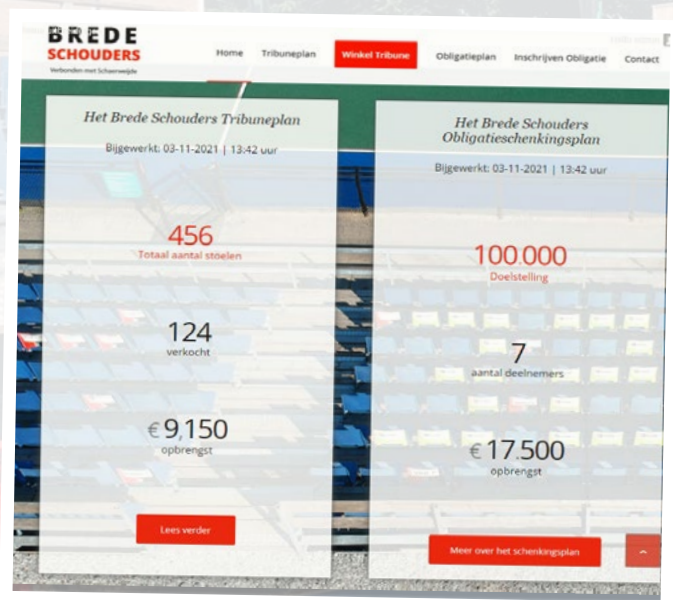 BREDE
SCHOUDERS
Verbonden met Schaerweijde
Home Tribuneplan Winkel Tribune Obligatieplan Inschrijven Obligatie Contact
Het Brede Schouders Tribuneplan
Bijgewerkt: 03-11-2021 | 13:42 uur
456
Totaal aantal stoelen
124
verkocht
€ 9,150
opbrengst
Lees verder
Het Brede Schouders
Obligatieschenkingsplan
Bijgewerkt: 03-11-2021 | 13:42 uur
100.000
Doelstelling
7
aantal deelnemers
€ 17.500
opbrengst
Meer over het schenkingsplan